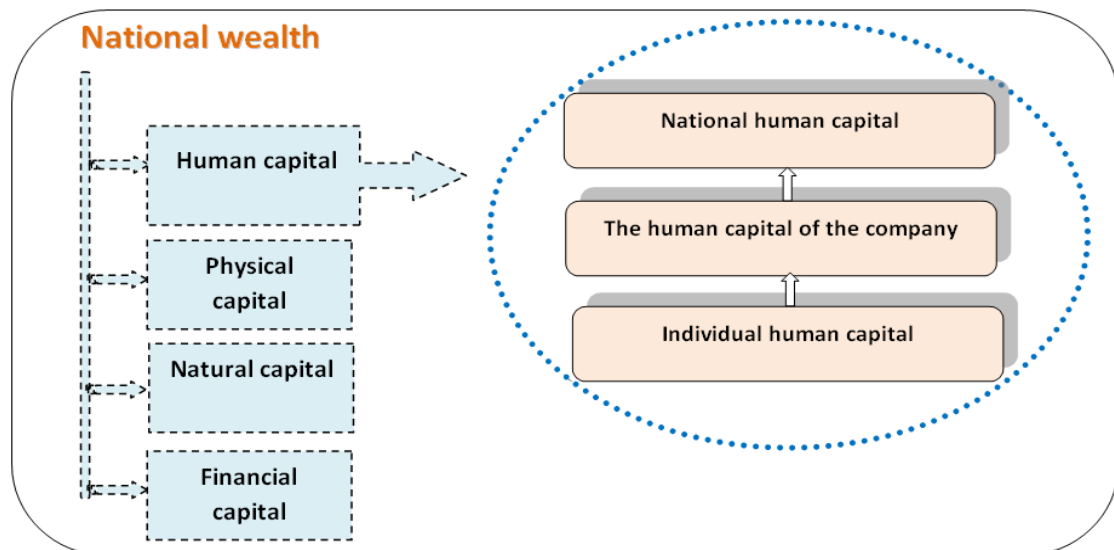 National wealth
Human capital
Physical
capital
Natural capital
Financial
capital
National human capital
The human capital of the company
Individual human capital